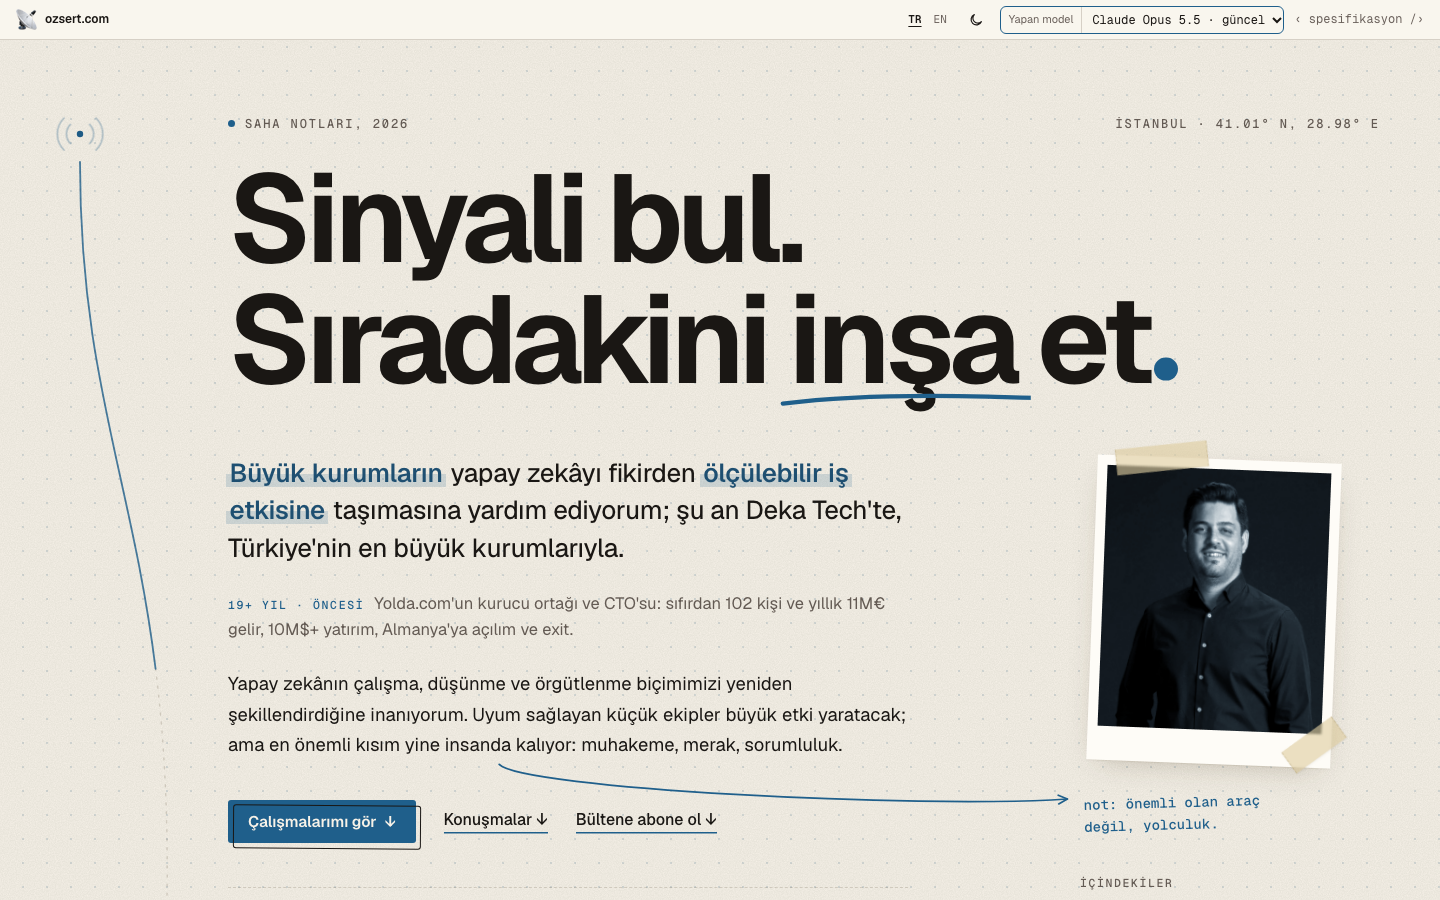 ozsert.com
TR EN
Yapan model Claude Opus 5.5 · güncel
‹ spesifikasyon /›
SAHA NOTLARI, 2026
İSTANBUL · 41.01° N, 28.98° E
Sinyali bul.
Sıradakini inşa et.
Büyük kurumların yapay zekâyı fikirden ölçülebilir iş
etkisine taşımasına yardım ediyorum; şu an Deka Tech'te,
Türkiye'nin en büyük kurumlarıyla.
19+ YIL · ÖNCESİ Yolda.com'un kurucu ortağı ve CTO'su: sıfırdan 102 kişi ve yıllık 11M€
gelir, 10M$+ yatırım, Almanya'ya açılım ve exit.
Yapay zekânın çalışma, düşünme ve örgütlenme biçimimizi yeniden
şekillendirdiğine inanıyorum. Uyum sağlayan küçük ekipler büyük etki yaratacak;
ama en önemli kısım yine insanda kalıyor: muhakeme, merak, sorumluluk.
Çalışmalarımı gör ↓
Konuşmalar ↓
Bültene abone ol ↓
not: önemli olan araç
değil, yolculuk.
İÇİNDEKİLER